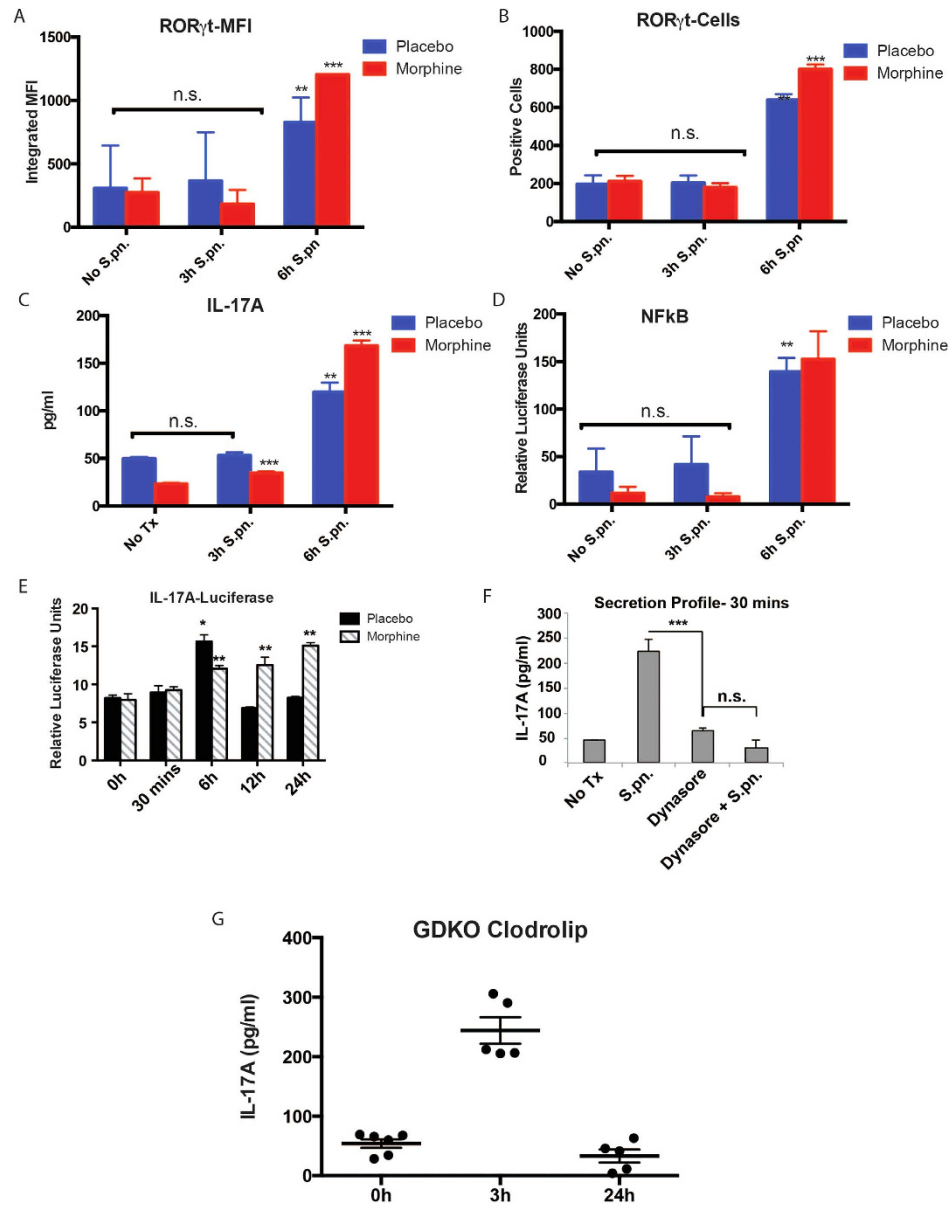 A
RORγt-MFI
Integrated MFI
1500
1000
500
0
n.s.
**
***
Placebo
Morphine
No S.pn.
3h S.pn.
6h S.pn
B
RORγt-Cells
Positive Cells
1000
800
600
400
200
0
n.s.
**
***
Placebo
Morphine
No S.pn.
3h S.pn.
6h S.pn
C
IL-17A
pg/ml
200
150
100
50
0
n.s.
***
**
***
Placebo
Morphine
No Tx
3h S.pn.
6h S.pn.
D
NFkB
Relative Luciferase Units
200
150
100
50
0
n.s.
**
Placebo
Morphine
No S.pn.
3h S.pn.
6h S.pn.
E
IL-17A-Luciferase
Relative Luciferase Units
20
15
10
5
0
*
**
**
**
Placebo
Morphine
0h
30 mins
6h
12h
24h
F
Secretion Profile- 30 mins
IL-17A (pg/ml)
300
250
200
150
100
50
0
***
n.s.
No Tx
S.pn.
Dynasore
Dynasore + S.pn.
G
GDKO Clodrolip
IL-17A (pg/ml)
400
300
200
100
0
0h
3h
24h